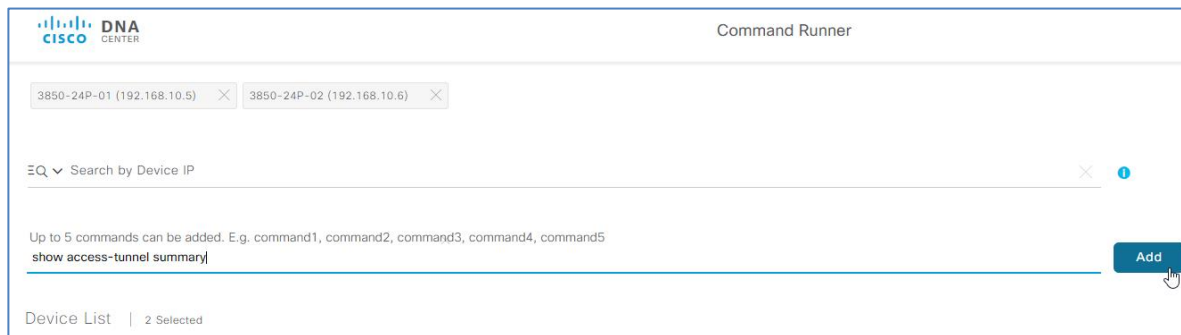 CISCO DNA CENTER
Command Runner
3850-24P-01 (192.168.10.5) 3850-24P-02 (192.168.10.6)
Search by Device IP
Up to 5 commands can be added. E.g. command1, command2, command3, command4, command5
show access-tunnel summary
Add
Device List | 2 Selected